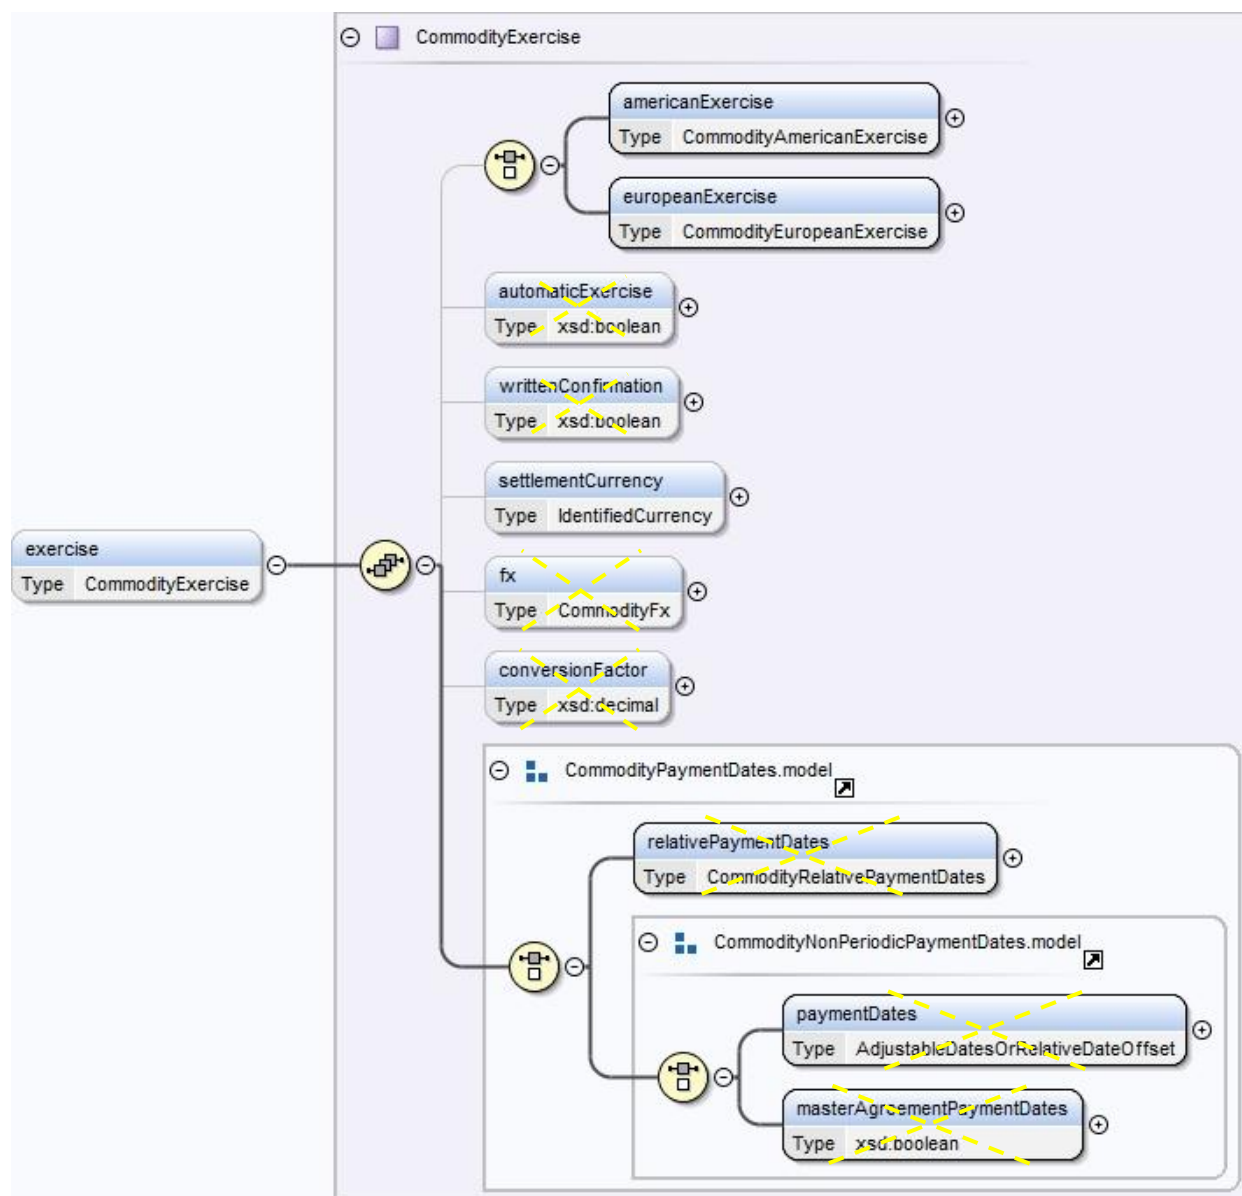 CommodityExercise
americanExercise
Type CommodityAmericanExercise
europeanExercise
Type CommodityEuropeanExercise
automaticExercise
Type xsd:boolean
writtenConfirmation
Type xsd:boolean
settlementCurrency
Type IdentifiedCurrency
exercise
Type CommodityExercise
fx
Type CommodityFx
conversionFactor
Type xsd:decimal
CommodityPaymentDates.model
relativePaymentDates
Type CommodityRelativePaymentDates
CommodityNonPeriodicPaymentDates.model
paymentDates
Type AdjustableDatesOrRelativeDateOffset
masterAgreementPaymentDates
Type xsd:boolean